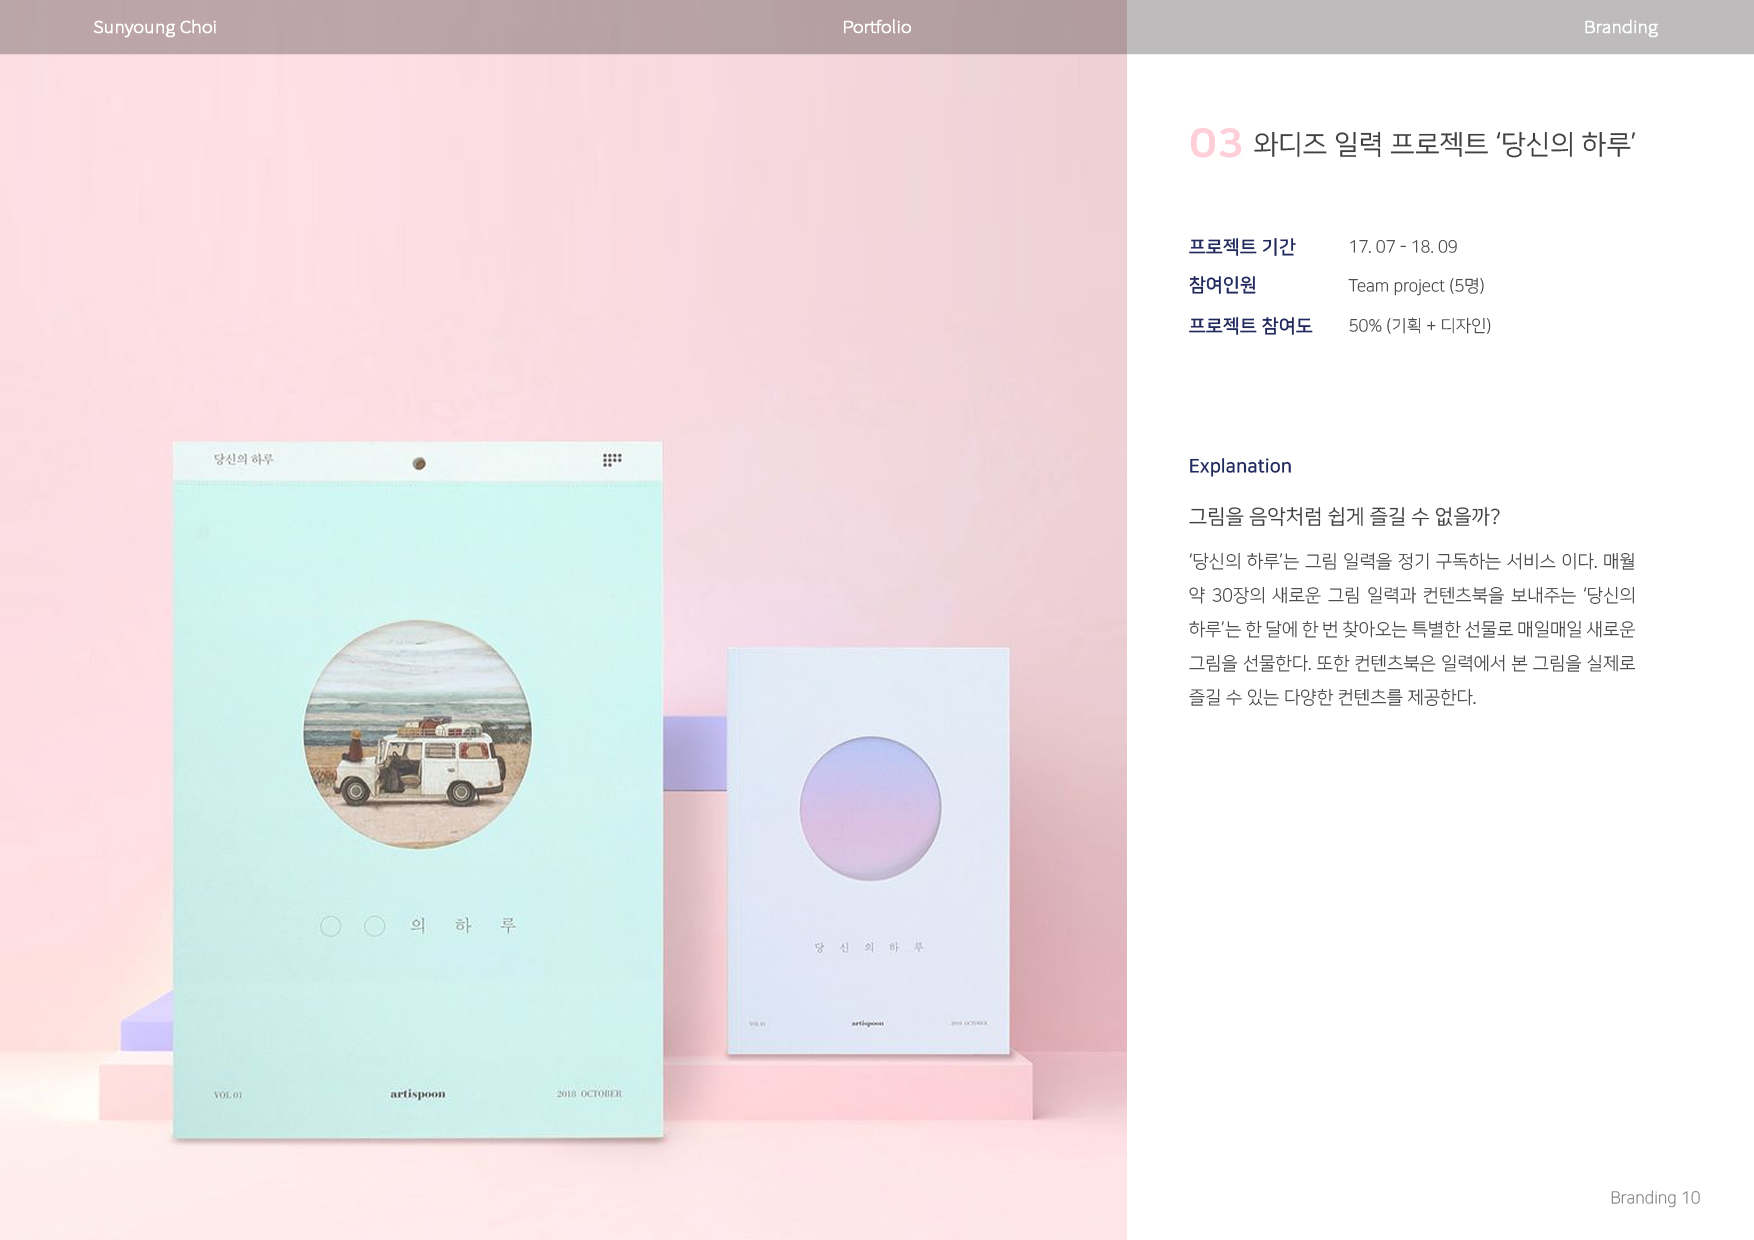 Sunyoung Choi
Portfolio
Branding
03 와디즈 일력 프로젝트 ‘당신의 하루’
프로젝트 기간 17. 07 - 18. 09
참여인원 Team project (5명)
프로젝트 참여도 50% (기획 + 디자인)
Explanation
그림을 음악처럼 쉽게 즐길 수 없을까?
‘당신의 하루’는 그림 일력을 정기 구독하는 서비스 이다. 매월
약 30장의 새로운 그림 일력과 컨텐츠북을 보내주는 ‘당신의
하루’는 한 달에 한 번 찾아오는 특별한 선물로 매일매일 새로운
그림을 선물한다. 또한 컨텐츠북은 일력에서 본 그림을 실제로
즐길 수 있는 다양한 컨텐츠를 제공한다.
당신의 하루
○ ○ 의 하 루
VOL.01 artispoon 2018 OCTOBER
당 신 의 하 루
VOL.01 artispoon 2018 OCTOBER
Branding 10